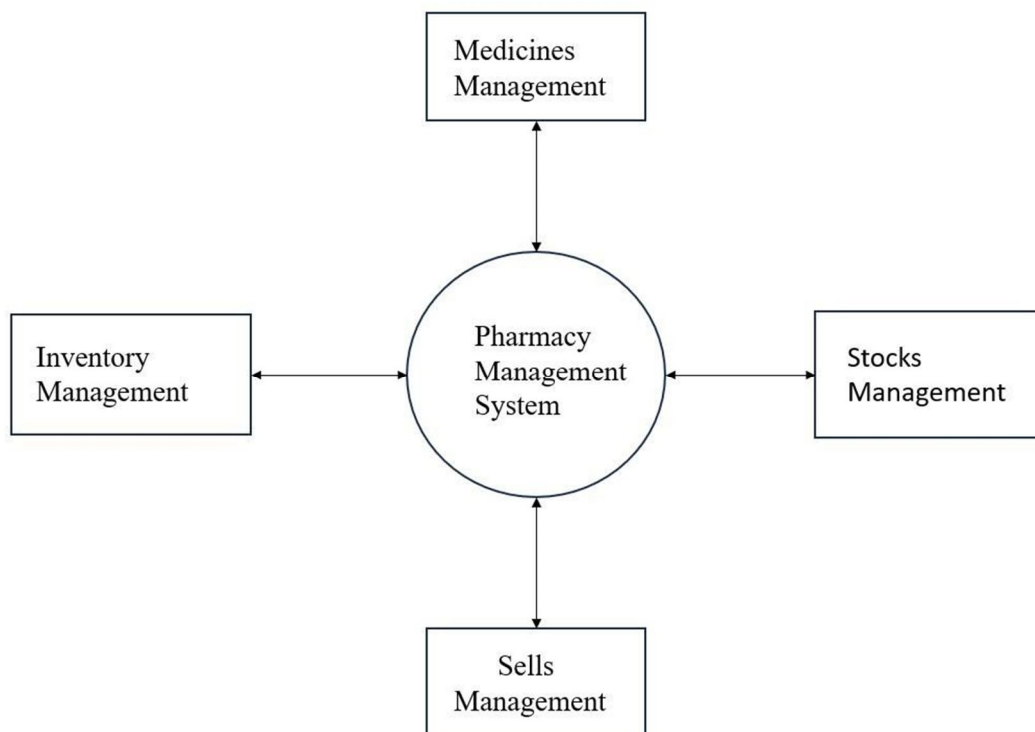 Medicines
Management
Inventory
Management
Pharmacy
Management
System
Stocks
Management
Sells
Management